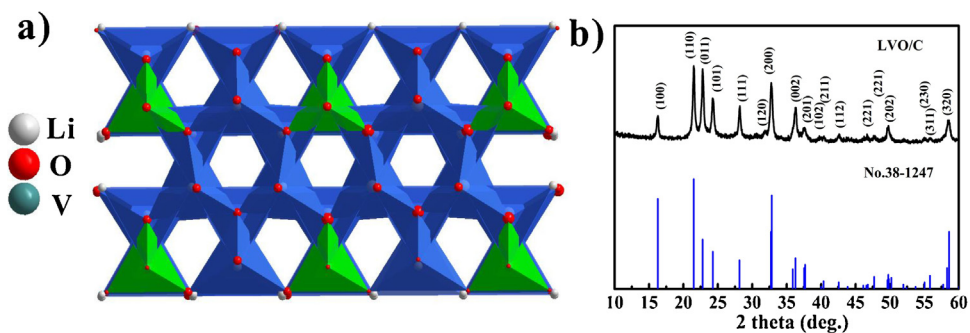 a)
Li
O
V
b)
LVO/C
(100)
(110)
(011)
(101)
(111)
(120)
(200)
(002)
(201)
(102)
(211)
(112)
(221)
(221)
(202)
(311)
(230)
(320)
No.38-1247
10 15 20 25 30 35 40 45 50 55 60
2 theta (deg.)